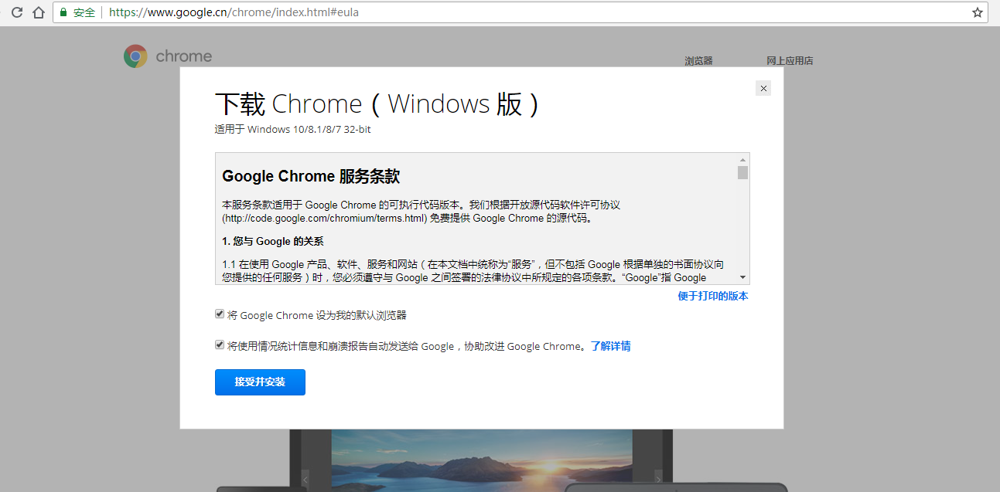 安全 https://www.google.cn/chrome/index.html#eula
chrome
浏览器 网上应用店
下载 Chrome（Windows 版）
适用于 Windows 10/8.1/8/7 32-bit
Google Chrome 服务条款
本服务条款适用于 Google Chrome 的可执行代码版本。我们根据开放源代码软件许可协议
(http://code.google.com/chromium/terms.html) 免费提供 Google Chrome 的源代码。
1. 您与 Google 的关系
1.1 在使用 Google 产品、软件、服务和网站（在本文档中统称为“服务”，但不包括 Google 根据单独的书面协议向
您提供的任何服务）时，您必须遵守与 Google 之间签署的法律协议中所规定的各项条款。“Google”指 Google
便于打印的版本
将 Google Chrome 设为我的默认浏览器
将使用情况统计信息和崩溃报告自动发送给 Google，协助改进 Google Chrome。了解详情
接受并安装